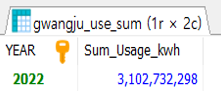 gwangju_use_sum (1r × 2c)
YEAR Sum_Usage_kwh
2022 3,102,732,298